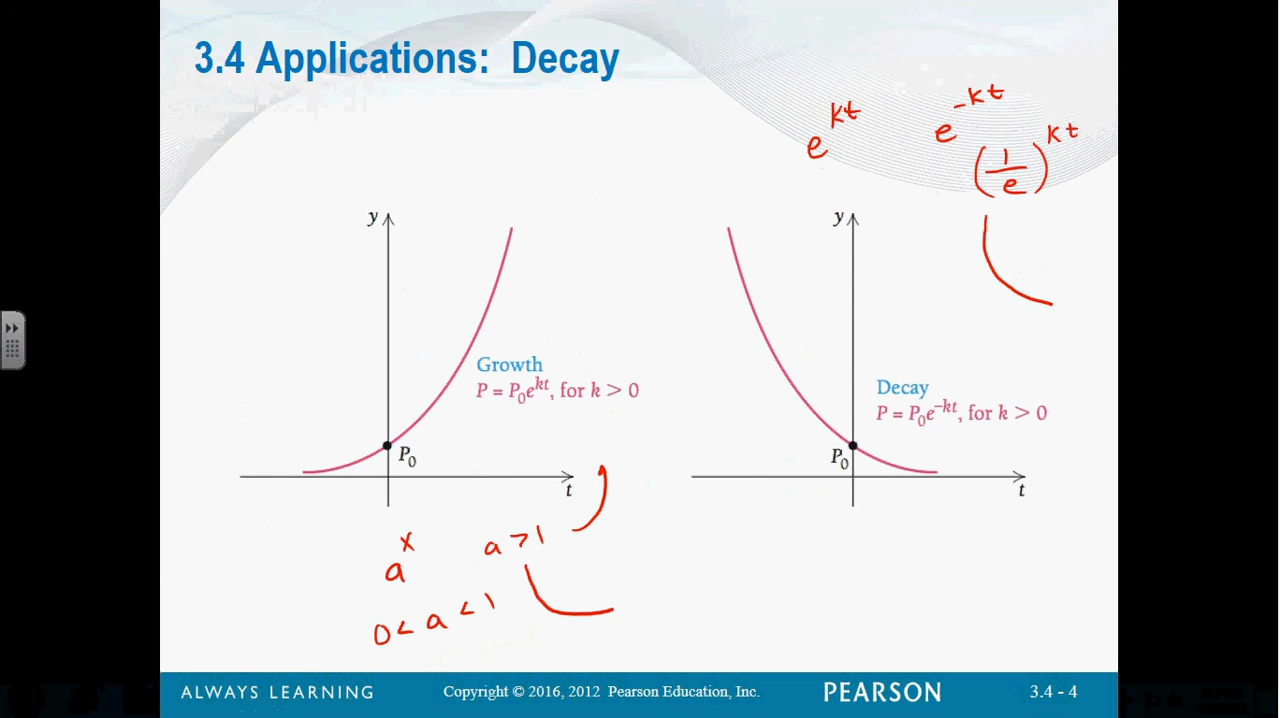 3.4 Applications: Decay
e^kt
e^-kt
(1/e)^kt
y
y
Growth
P = P₀e^kt, for k > 0
Decay
P = P₀e^–kt, for k > 0
P₀
P₀
t
t
a^x
a > 1
0 < a < 1
ALWAYS LEARNING
Copyright © 2016, 2012 Pearson Education, Inc.
PEARSON
3.4 - 4